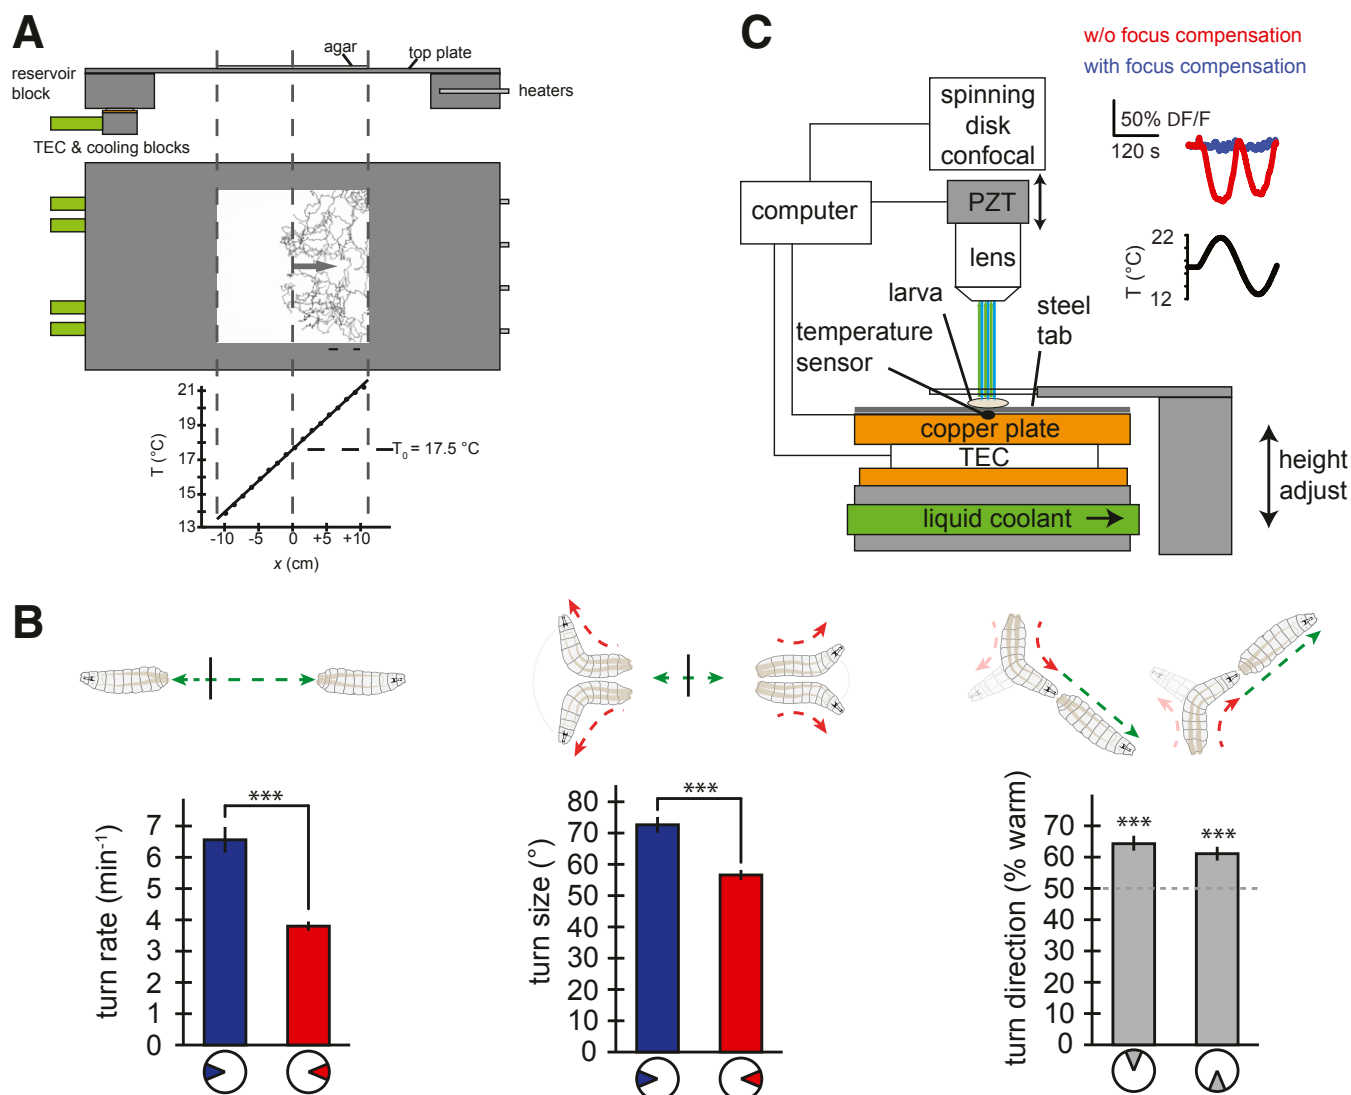 A
agar
top plate
reservoir
block
heaters
TEC & cooling blocks
21
19
17
15
13
T (°C)
T0 = 17.5 °C
-10 -5 0 +5 +10
x (cm)
C
w/o focus compensation
with focus compensation
50% DF/F
120 s
22
12
T (°C)
spinning
disk
confocal
computer
PZT
lens
larva
steel
tab
temperature
sensor
copper plate
TEC
liquid coolant
height
adjust
B
***
7
6
5
4
3
2
1
0
turn rate (min-1)
***
80
70
60
50
40
30
20
10
0
turn size (°)
*** ***
70
60
50
40
30
20
10
0
turn direction (% warm)